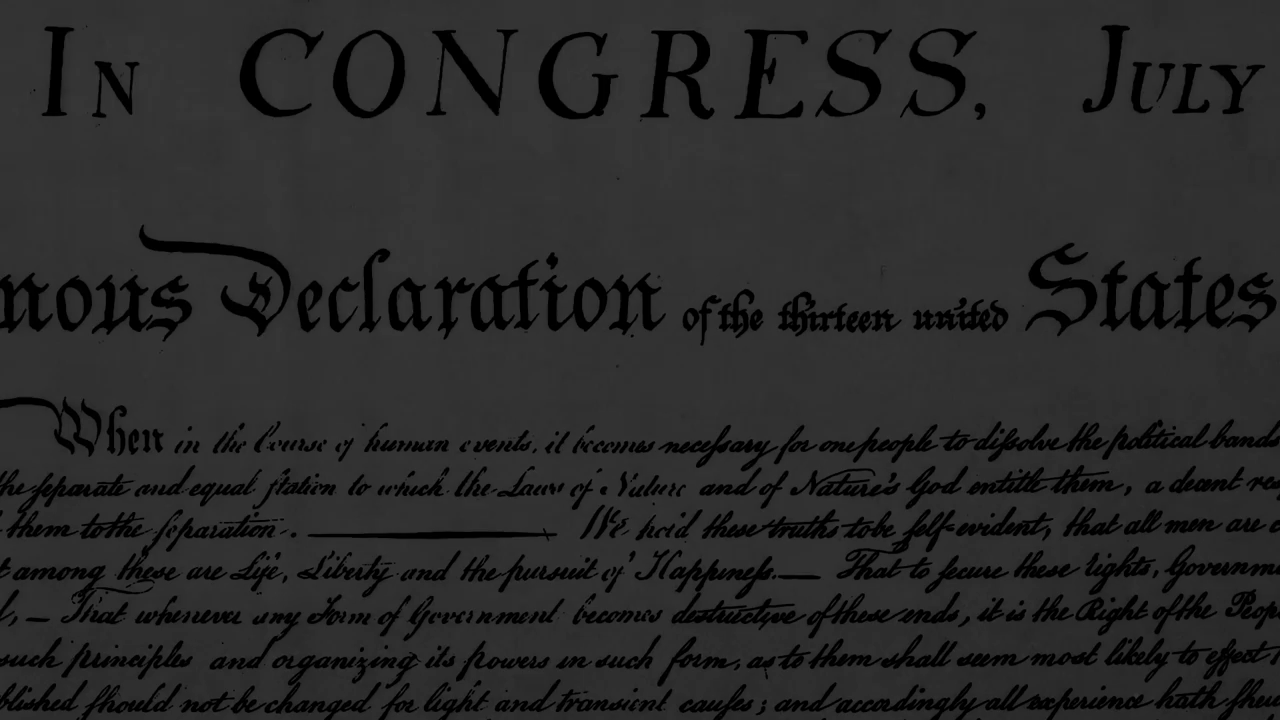 In CONGRESS, July
nous Declaration of the thirteen united States
When in the Course of human events, it becomes necessary for one people to dissolve the political bands
the separate and equal station to which the Laws of Nature and of Nature's God entitle them, a decent res
them to the separation. We hold these truths to be self-evident, that all men are c
t among these are Life, Liberty and the pursuit of Happiness.— That to secure these rights, Governme
d, — That whenever any Form of Government becomes destructive of these ends, it is the Right of the Peop
such principles and organizing its powers in such form, as to them shall seem most likely to effect
blished should not be changed for light and transient causes; and accordingly all experience hath shew